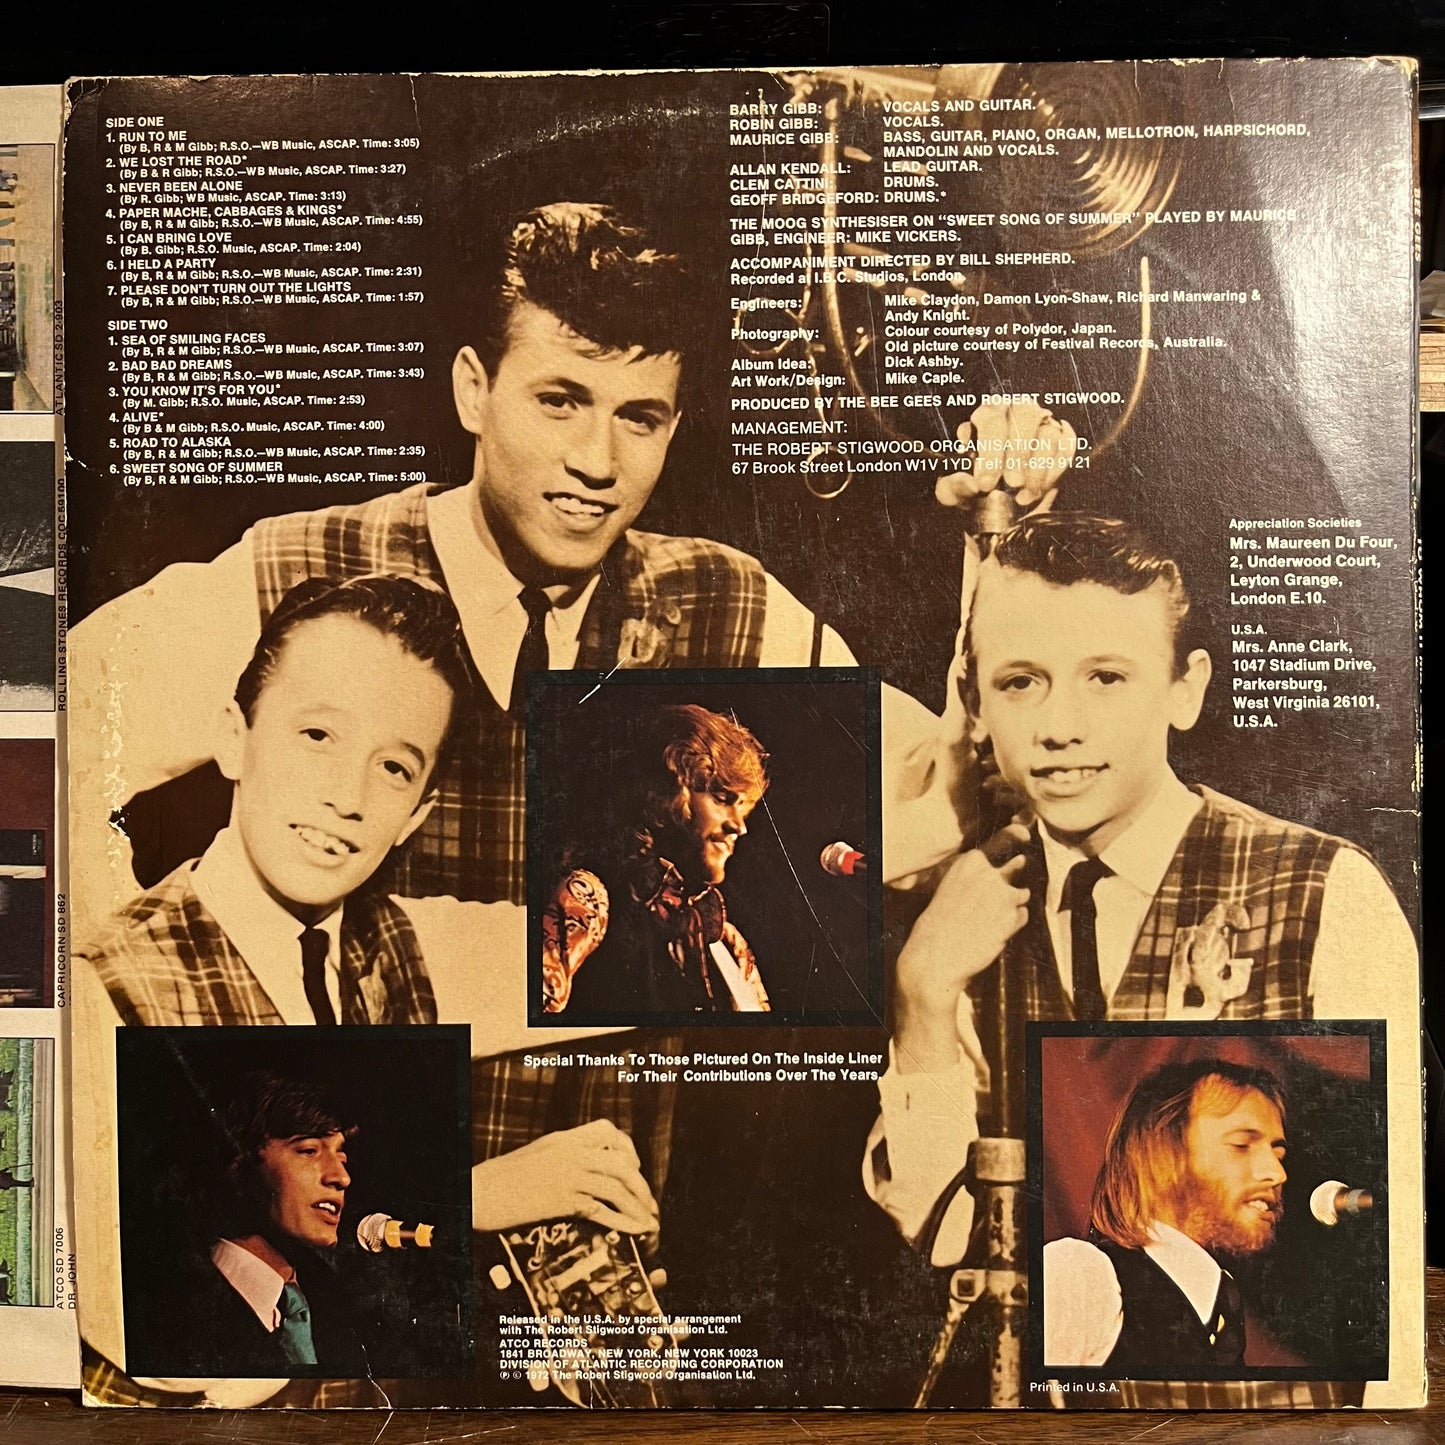 SIDE ONE
1. RUN TO ME
(By B, R & M Gibb; R.S.O.—WB Music, ASCAP. Time: 3:05)
2. WE LOST THE ROAD*
(By B & R Gibb; R.S.O.—WB Music, ASCAP. Time: 3:27)
3. NEVER BEEN ALONE
(By R. Gibb; WB Music, ASCAP. Time: 3:13)
4. PAPER MACHE, CABBAGES & KINGS*
(By B, R & M Gibb; R.S.O.—WB Music, ASCAP. Time: 4:55)
5. I CAN BRING LOVE
(By B. Gibb; R.S.O. Music, ASCAP. Time: 2:04)
6. I HELD A PARTY
(By B, R & M Gibb; R.S.O.—WB Music, ASCAP. Time: 2:31)
7. PLEASE DON'T TURN OUT THE LIGHTS
(By B, R & M Gibb; R.S.O.—WB Music, ASCAP. Time: 1:57)
SIDE TWO
1. SEA OF SMILING FACES
(By B, R & M Gibb; R.S.O.—WB Music, ASCAP. Time: 3:07)
2. BAD BAD DREAMS
(By B, R & M Gibb; R.S.O.—WB Music, ASCAP. Time: 3:43)
3. YOU KNOW IT'S FOR YOU*
(By M. Gibb; R.S.O. Music, ASCAP. Time: 2:53)
4. ALIVE*
(By B & M Gibb; R.S.O. Music, ASCAP. Time: 4:00)
5. ROAD TO ALASKA
(By B, R & M Gibb; R.S.O.—WB Music, ASCAP. Time: 2:35)
6. SWEET SONG OF SUMMER
(By B, R & M Gibb; R.S.O.—WB Music, ASCAP. Time: 5:00)
BARRY GIBB: VOCALS AND GUITAR.
ROBIN GIBB: VOCALS.
MAURICE GIBB: BASS, GUITAR, PIANO, ORGAN, MELLOTRON, HARPSICHORD,
MANDOLIN AND VOCALS.
ALLAN KENDALL: LEAD GUITAR.
CLEM CATTINI: DRUMS.
GEOFF BRIDGEFORD: DRUMS.*
THE MOOG SYNTHESISER ON "SWEET SONG OF SUMMER" PLAYED BY MAURICE
GIBB, ENGINEER: MIKE VICKERS.
ACCOMPANIMENT DIRECTED BY BILL SHEPHERD.
Recorded at I.B.C. Studios, London.
Engineers: Mike Claydon, Damon Lyon-Shaw, Richard Manwaring &
Andy Knight.
Photography: Colour courtesy of Polydor, Japan.
Old picture courtesy of Festival Records, Australia.
Album Idea: Dick Ashby.
Art Work/Design: Mike Caple.
PRODUCED BY THE BEE GEES AND ROBERT STIGWOOD.
MANAGEMENT:
THE ROBERT STIGWOOD ORGANISATION LTD.
67 Brook Street London W1V 1YD Tel: 01-629 9121
Appreciation Societies
Mrs. Maureen Du Four,
2, Underwood Court,
Leyton Grange,
London E.10.
U.S.A.
Mrs. Anne Clark,
1047 Stadium Drive,
Parkersburg,
West Virginia 26101,
U.S.A.
Special Thanks To Those Pictured On The Inside Liner
For Their Contributions Over The Years.
Released in the U.S.A. by special arrangement
with The Robert Stigwood Organisation Ltd.
ATCO RECORDS
1841 BROADWAY, NEW YORK, NEW YORK 10023
DIVISION OF ATLANTIC RECORDING CORPORATION
℗ © 1972 The Robert Stigwood Organisation Ltd.
Printed in U.S.A.
BEE GEES
TO WHOM IT
ATLANTIC SD 2-903
ROLLING STONES RECORDS COC 59100
CAPRICORN SD 862
ATCO SD 7006
DR. JOHN